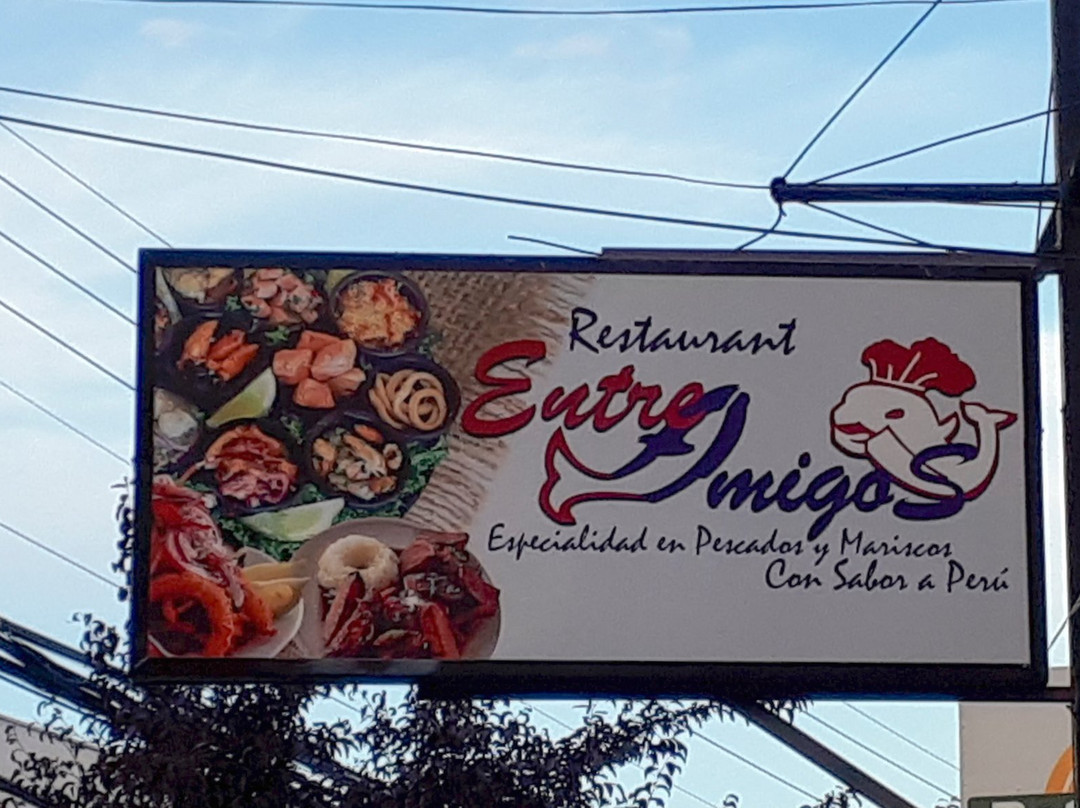 Restaurant
Entre
AmigoS
Especialidad en Pescados y Mariscos
Con Sabor a Perú